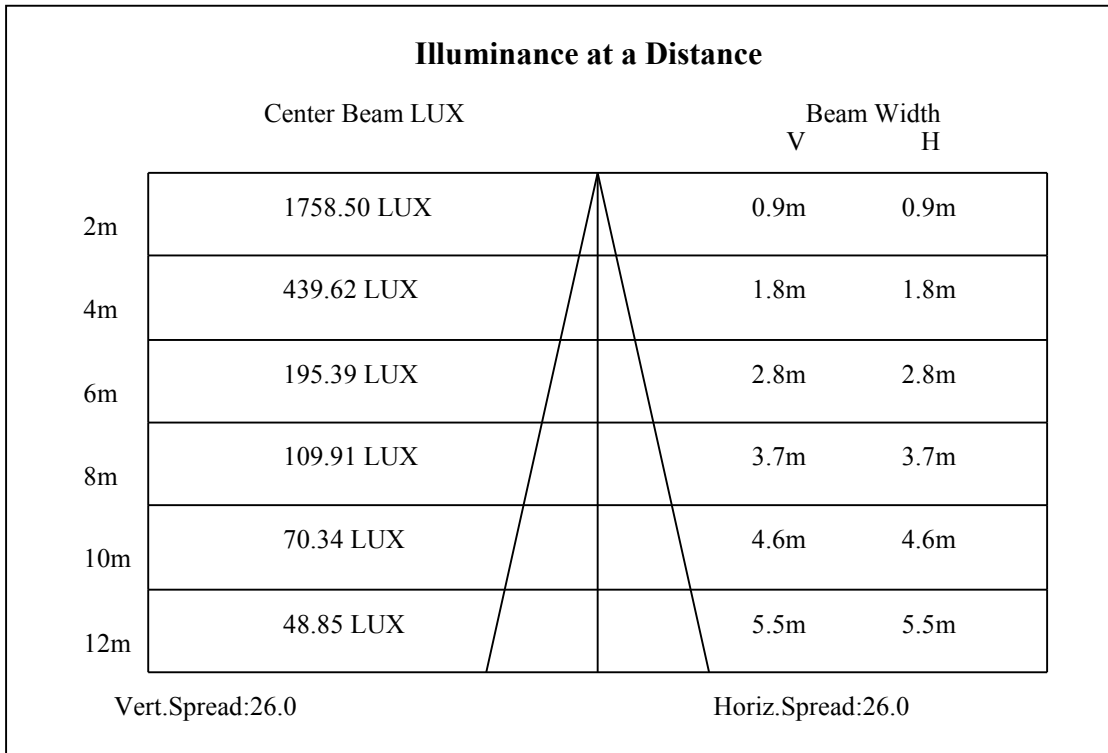 Illuminance at a Distance
Center Beam LUX Beam Width
V H
2m 1758.50 LUX 0.9m 0.9m
4m 439.62 LUX 1.8m 1.8m
6m 195.39 LUX 2.8m 2.8m
8m 109.91 LUX 3.7m 3.7m
10m 70.34 LUX 4.6m 4.6m
12m 48.85 LUX 5.5m 5.5m
Vert.Spread:26.0 Horiz.Spread:26.0